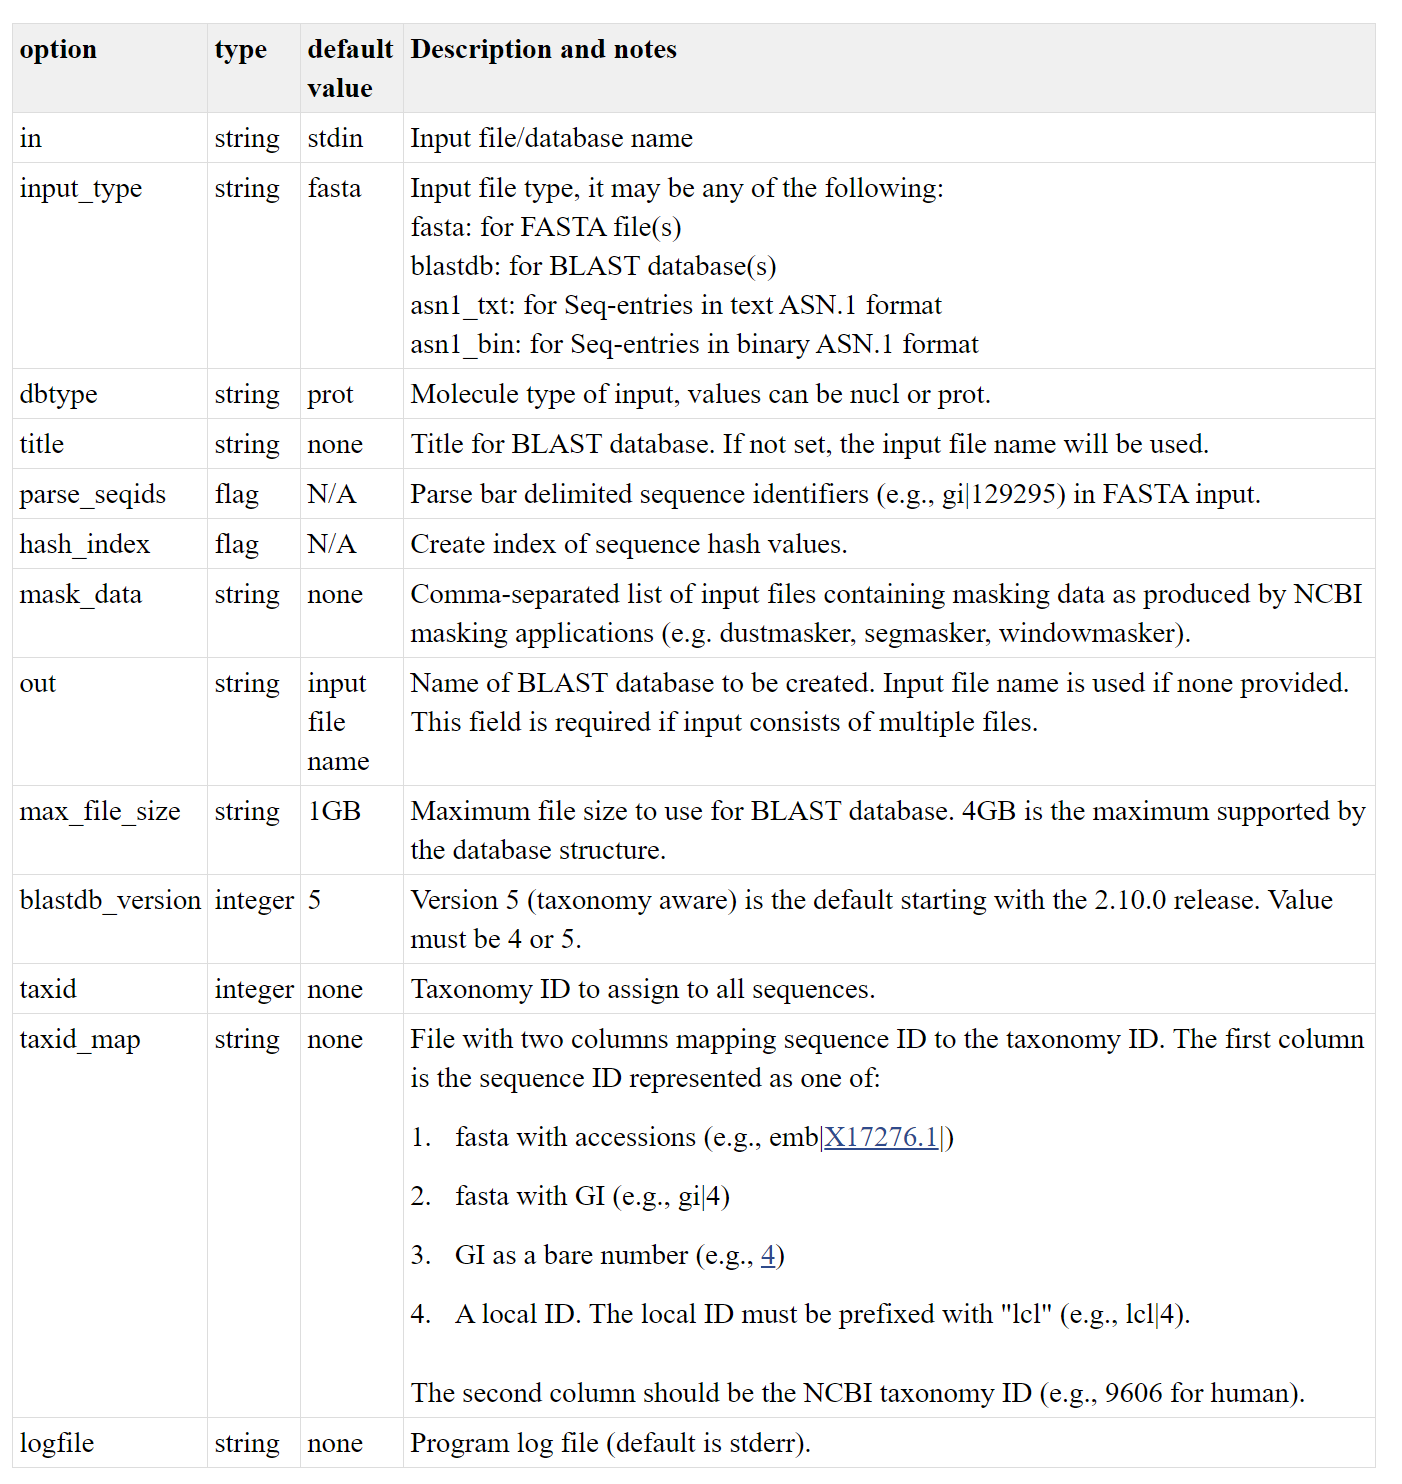 option type default Description and notes
value
in string stdin Input file/database name
input_type string fasta Input file type, it may be any of the following:
fasta: for FASTA file(s)
blastdb: for BLAST database(s)
asn1_txt: for Seq-entries in text ASN.1 format
asn1_bin: for Seq-entries in binary ASN.1 format
dbtype string prot Molecule type of input, values can be nucl or prot.
title string none Title for BLAST database. If not set, the input file name will be used.
parse_seqids flag N/A Parse bar delimited sequence identifiers (e.g., gi|129295) in FASTA input.
hash_index flag N/A Create index of sequence hash values.
mask_data string none Comma-separated list of input files containing masking data as produced by NCBI
masking applications (e.g. dustmasker, segmasker, windowmasker).
out string input Name of BLAST database to be created. Input file name is used if none provided.
file This field is required if input consists of multiple files.
name
max_file_size string 1GB Maximum file size to use for BLAST database. 4GB is the maximum supported by
the database structure.
blastdb_version integer 5 Version 5 (taxonomy aware) is the default starting with the 2.10.0 release. Value
must be 4 or 5.
taxid integer none Taxonomy ID to assign to all sequences.
taxid_map string none File with two columns mapping sequence ID to the taxonomy ID. The first column
is the sequence ID represented as one of:
1. fasta with accessions (e.g., emb|X17276.1|)
2. fasta with GI (e.g., gi|4)
3. GI as a bare number (e.g., 4)
4. A local ID. The local ID must be prefixed with "lcl" (e.g., lcl|4).
The second column should be the NCBI taxonomy ID (e.g., 9606 for human).
logfile string none Program log file (default is stderr).